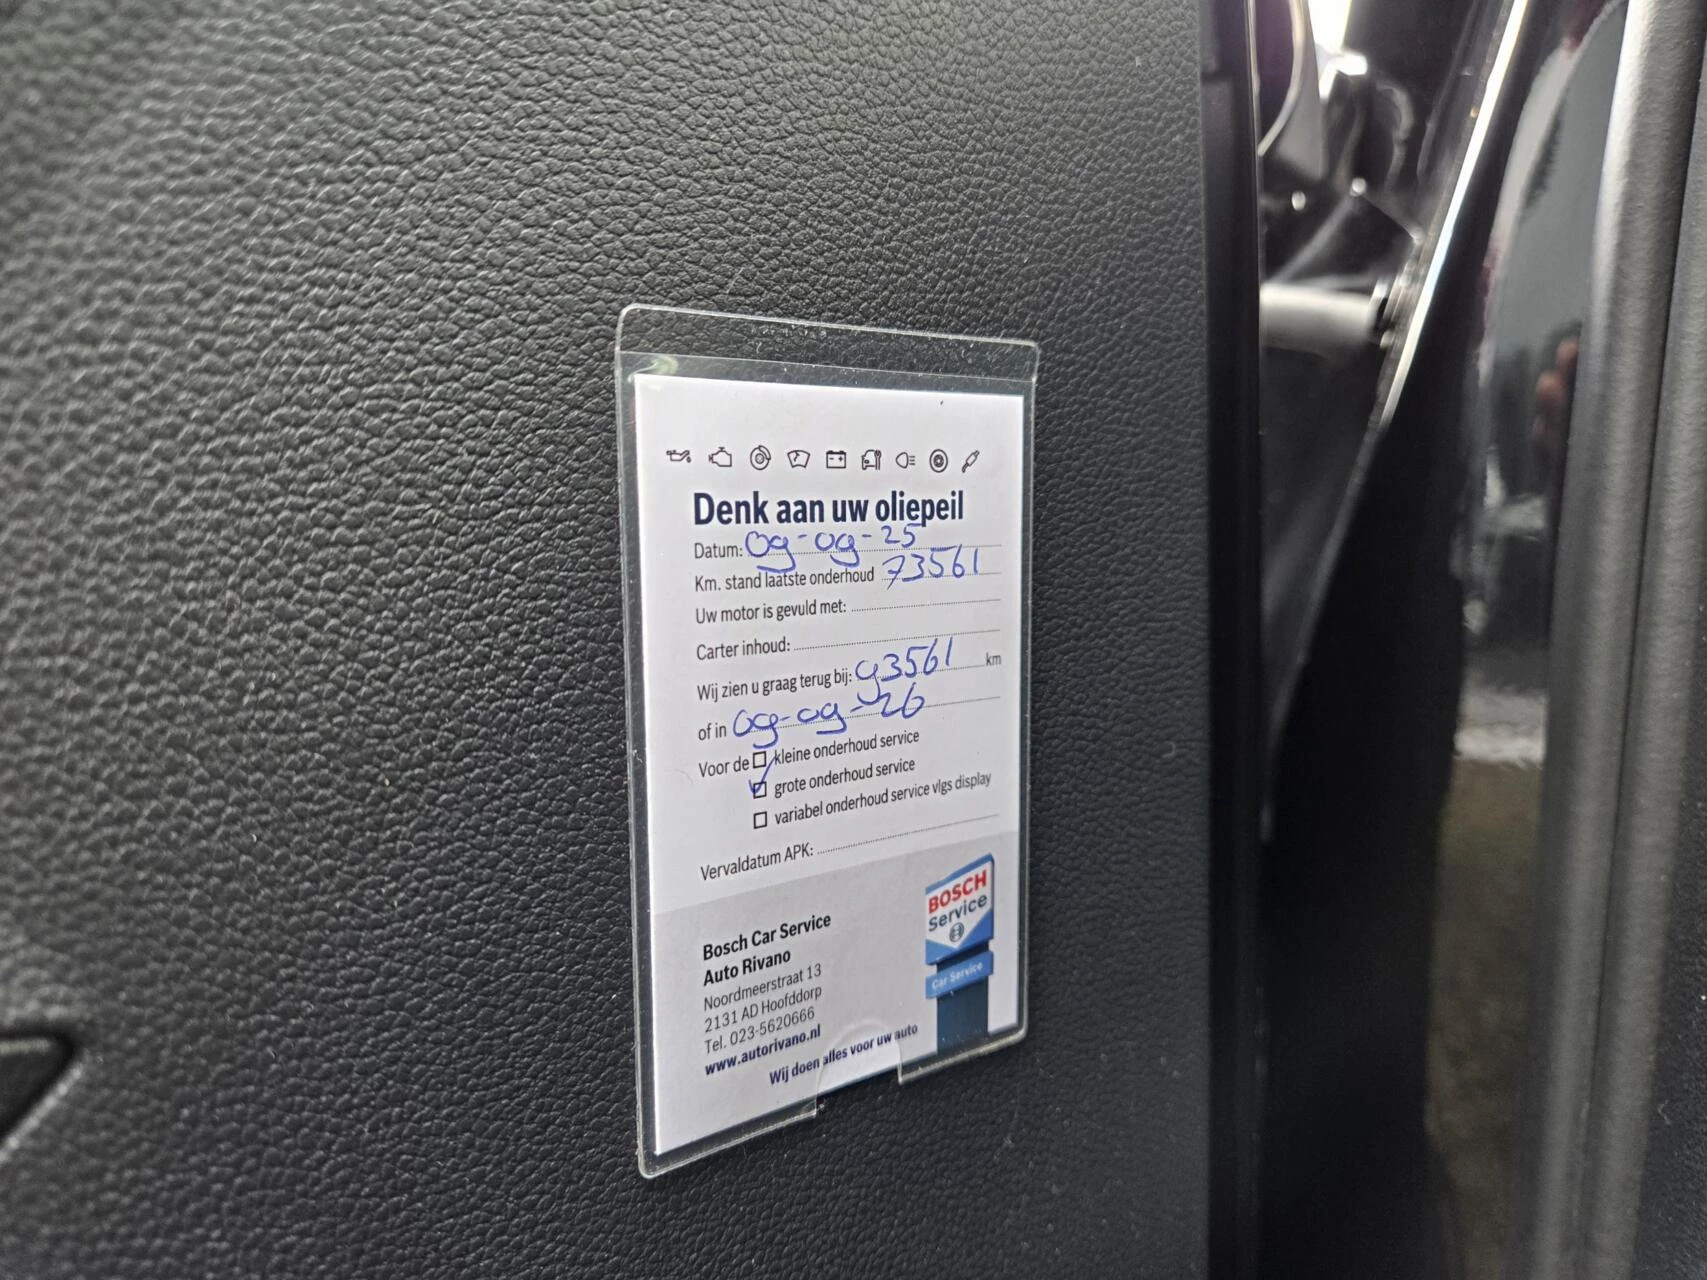 Denk aan uw oliepeil
Datum: 09-09-25
Km. stand laatste onderhoud 73561
Uw motor is gevuld met:
Carter inhoud:
Wij zien u graag terug bij: 93561 km
of in 09-09-26
Voor de kleine onderhoud service
grote onderhoud service
variabel onderhoud service vlgs display
Vervaldatum APK:
Bosch Car Service
Auto Rivano
Noordmeerstraat 13
2131 AD Hoofddorp
Tel. 023-5620666
www.autorivano.nl
Wij doen alles voor uw auto
BOSCH
Service
Car Service